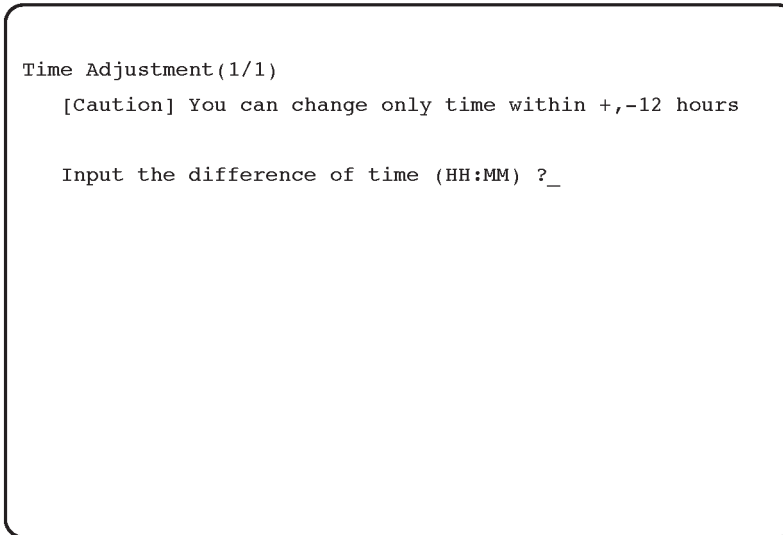 Time Adjustment(1/1)
[Caution] You can change only time within +,-12 hours
Input the difference of time (HH:MM) ?_